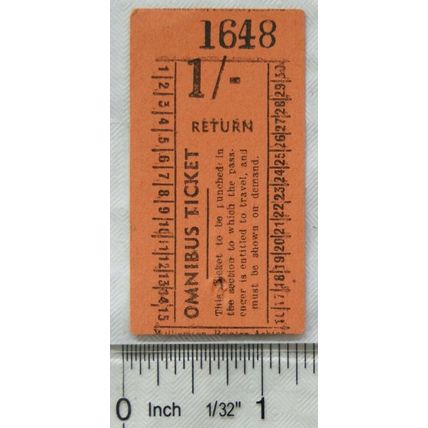 1648
1/-
RETURN
OMNIBUS TICKET
This ticket to be punched in
the section to which the pass-
enger is entitled to travel, and
must be shown on demand.
1 2 3 4 5 6 7 8 9 10 11 12 13 14 15
17 18 19 20 21 22 23 24 25 26 27 28 29 30
0 Inch 1/32" 1